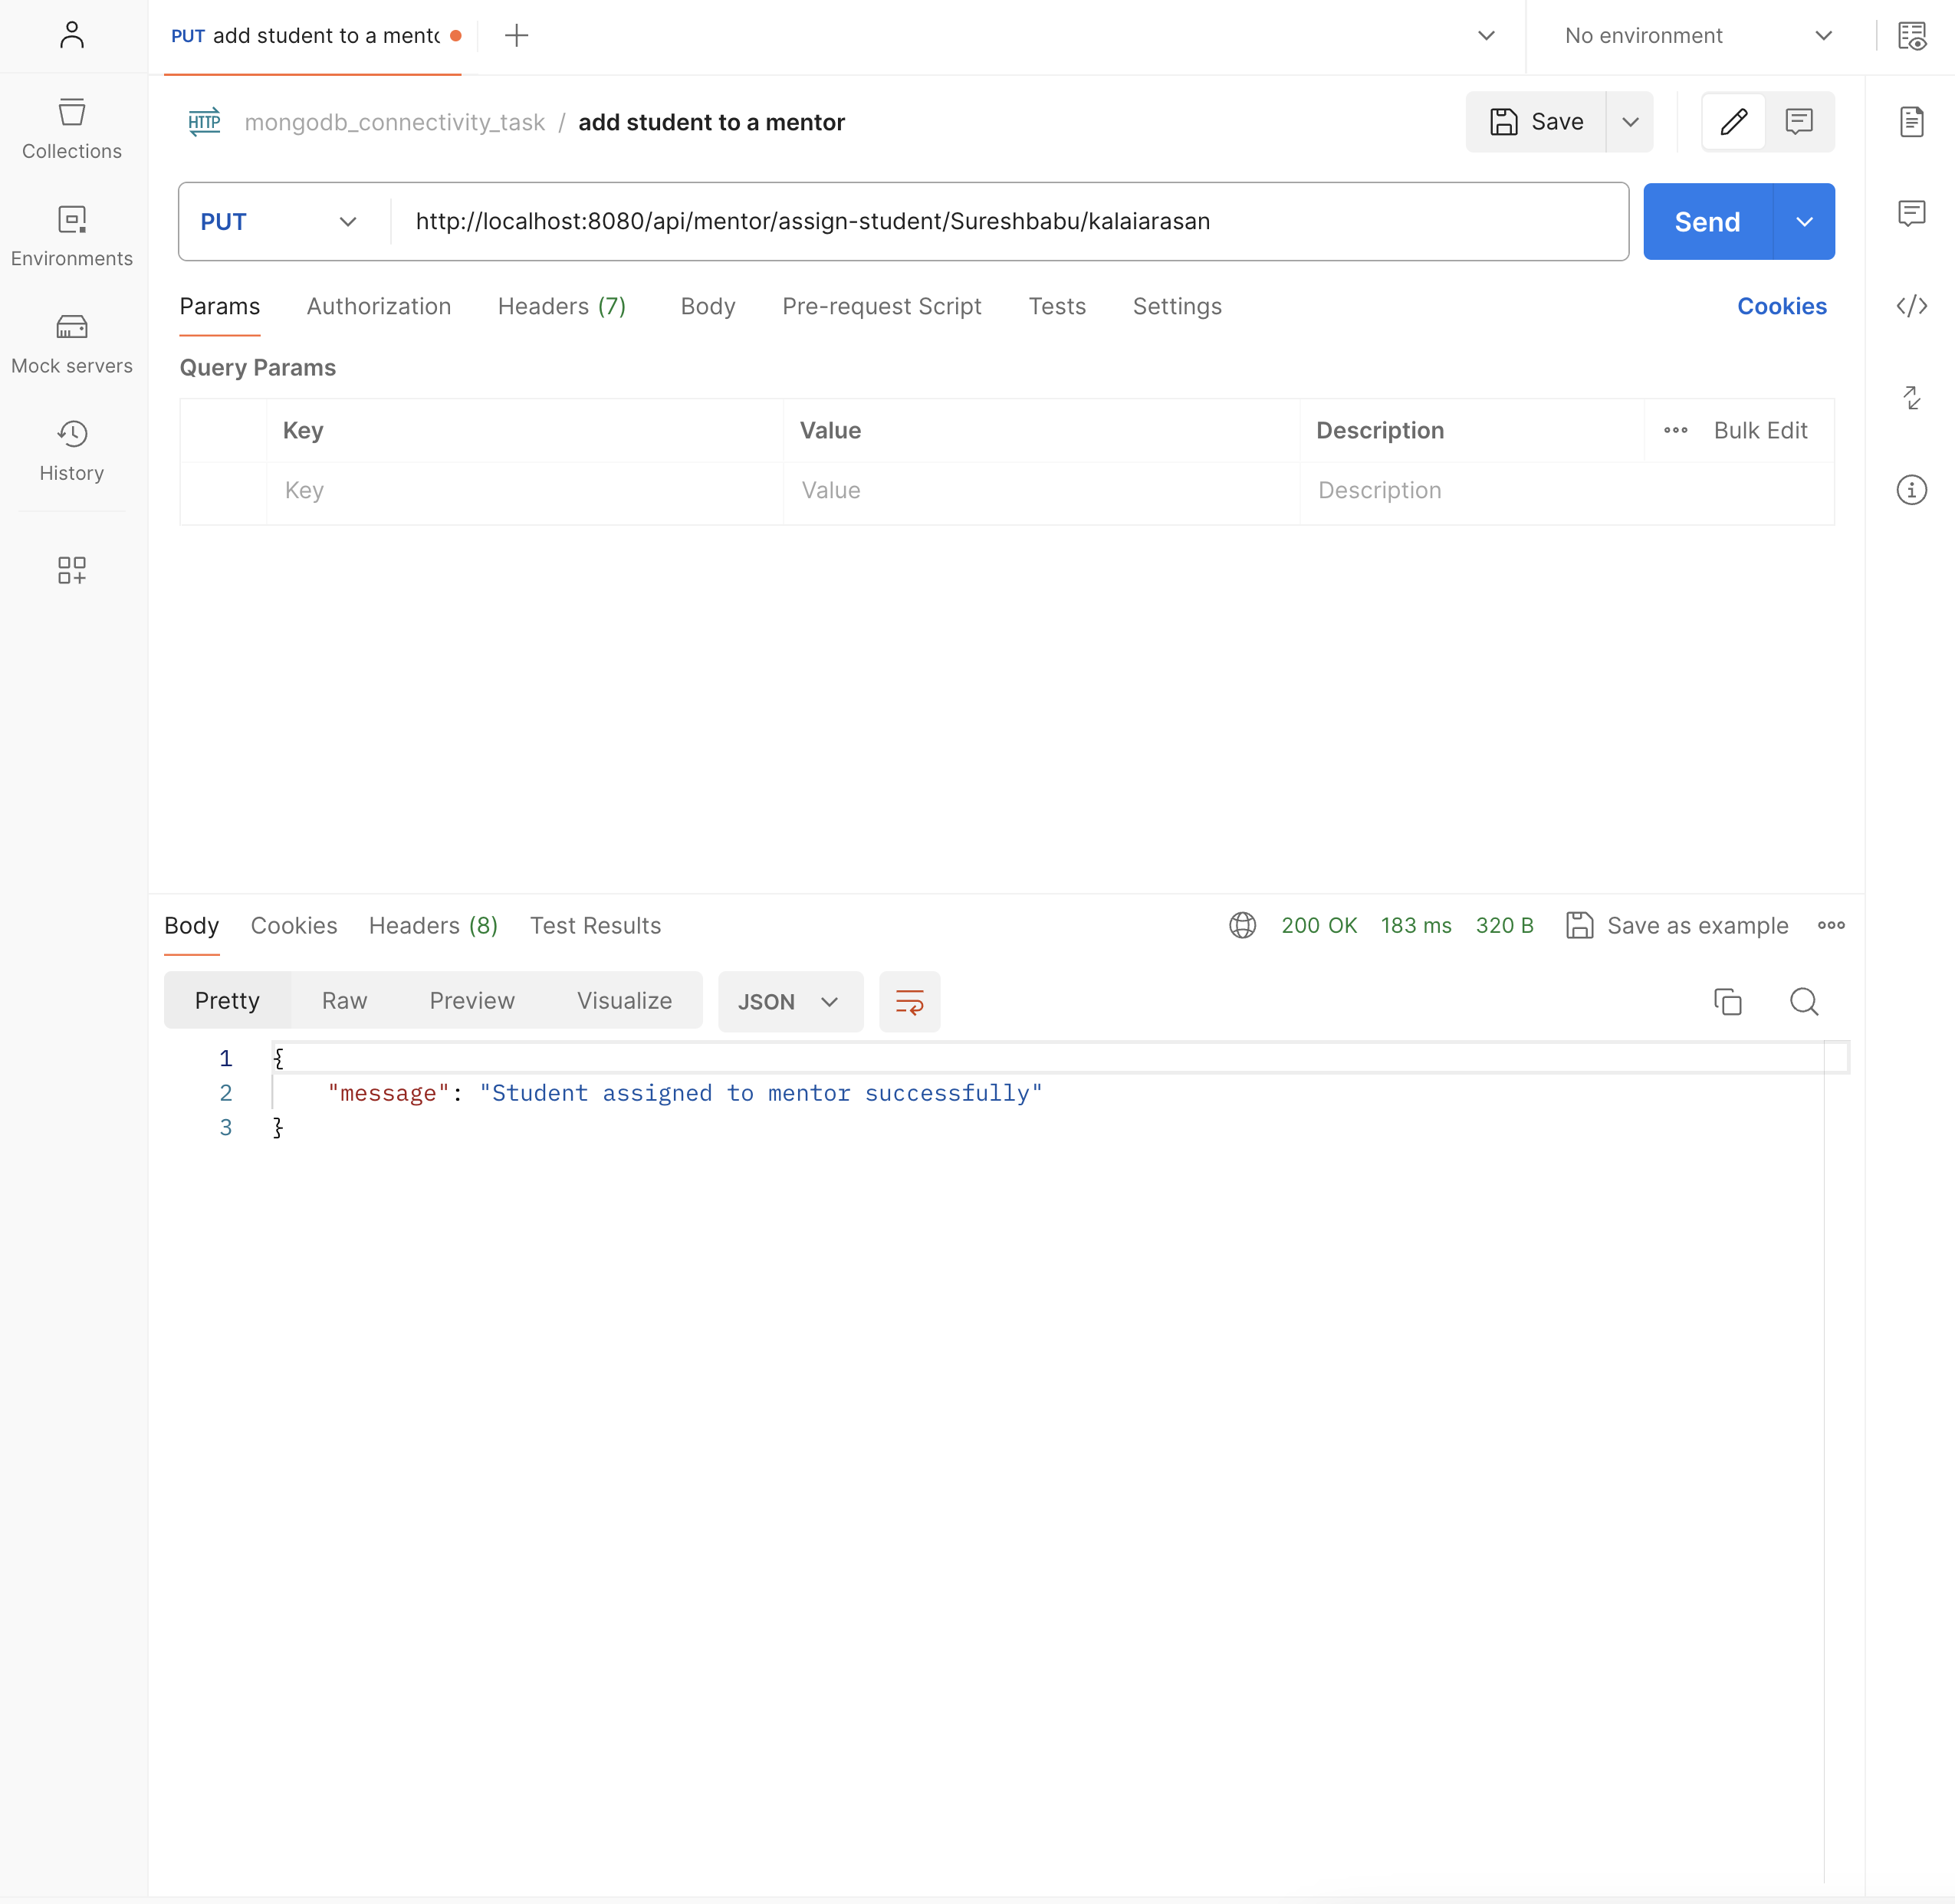 PUT add student to a mento
No environment
Collections
Environments
Mock servers
History
HTTP mongodb_connectivity_task / add student to a mentor
Save
PUT http://localhost:8080/api/mentor/assign-student/Sureshbabu/kalaiarasan Send
Params Authorization Headers (7) Body Pre-request Script Tests Settings Cookies
Query Params
Key Value Description Bulk Edit
Key Value Description
Body Cookies Headers (8) Test Results 200 OK 183 ms 320 B Save as example
Pretty Raw Preview Visualize JSON
1 {
2 "message": "Student assigned to mentor successfully"
3 }